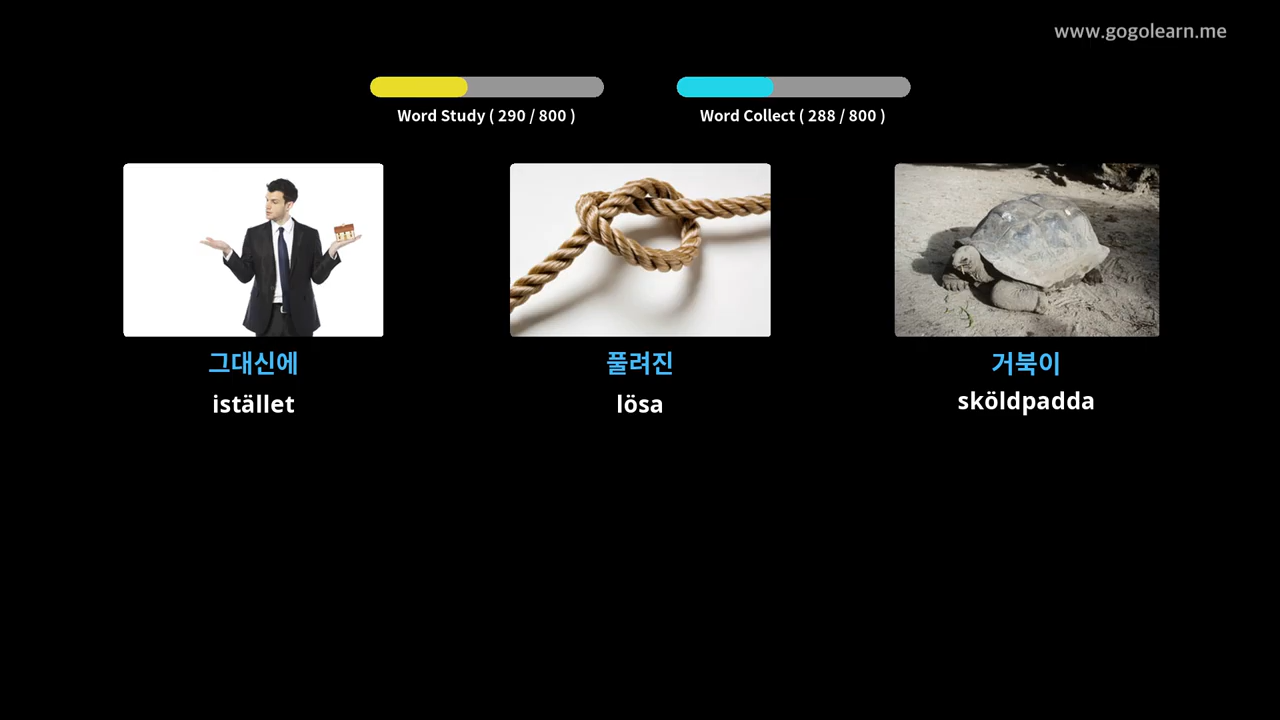 www.gogolearn.me
Word Study ( 290 / 800 )
Word Collect ( 288 / 800 )
그대신에
풀려진
거북이
istället
lösa
sköldpadda